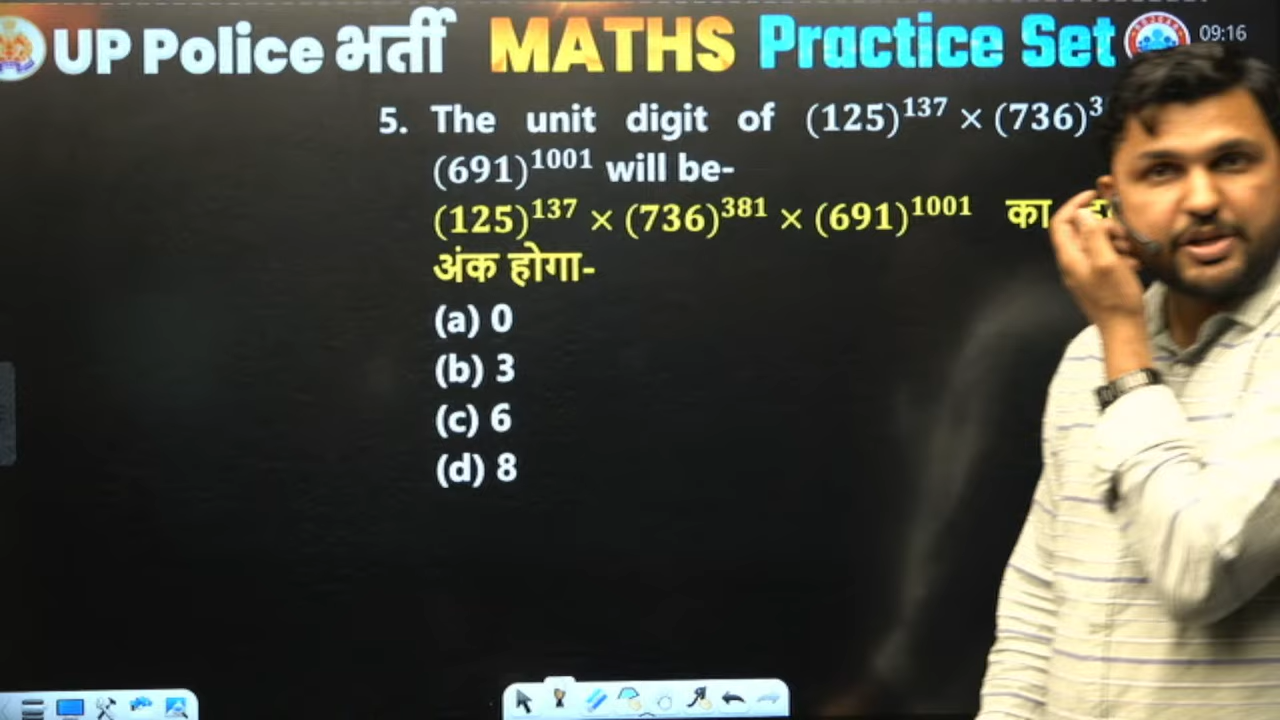 UP Police भर्ती MATHS Practice Set 09:16
5. The unit digit of (125)¹³⁷ × (736)³
(691)¹⁰⁰¹ will be-
(125)¹³⁷ × (736)³⁸¹ × (691)¹⁰⁰¹ का
अंक होगा-
(a) 0
(b) 3
(c) 6
(d) 8